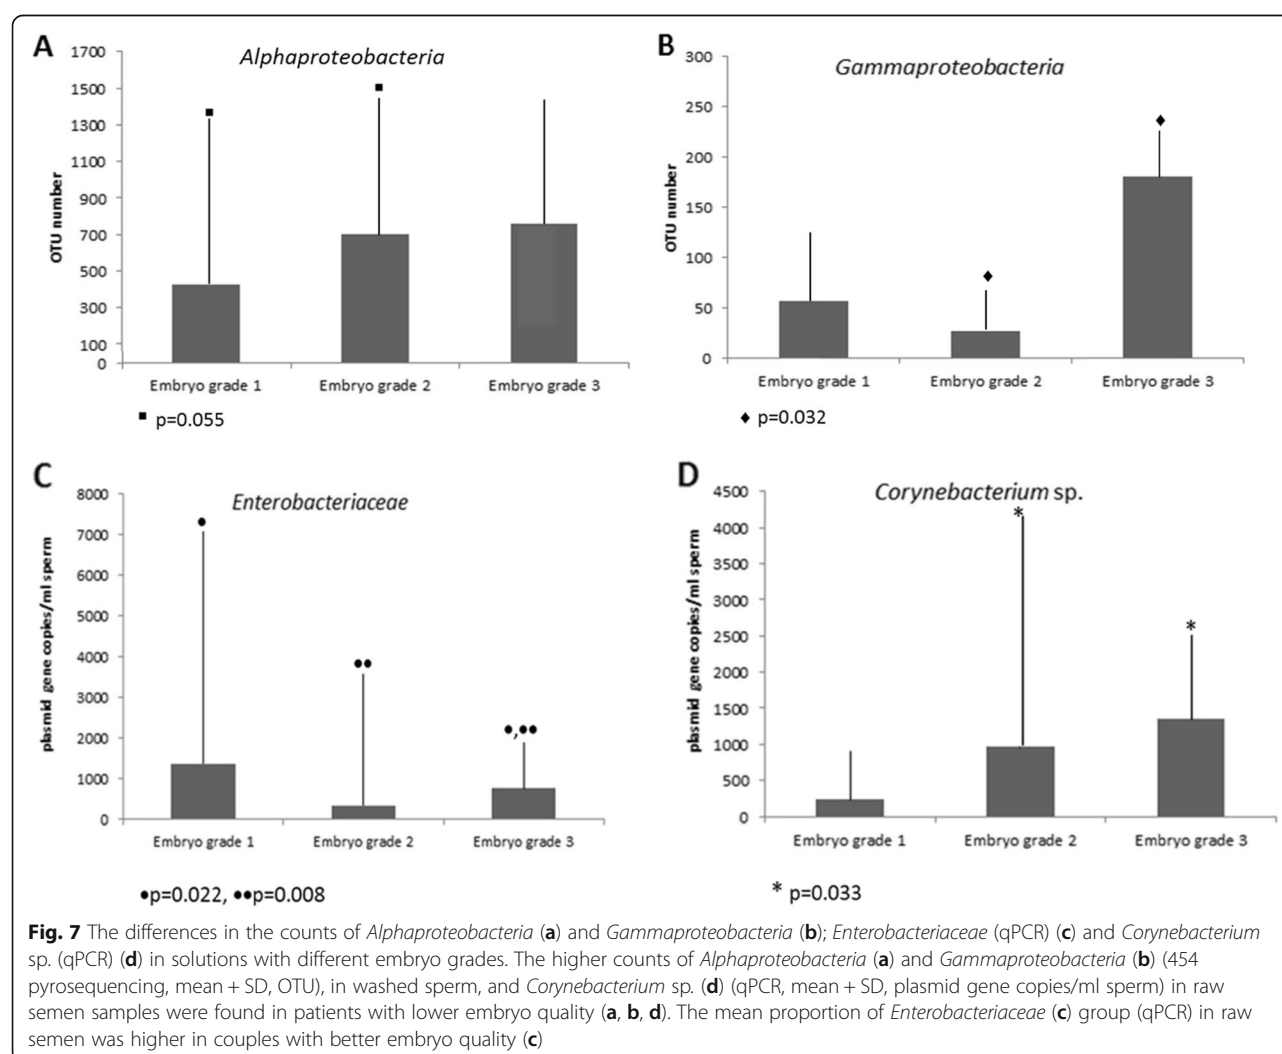 A
Alphaproteobacteria
OTU number
1700
1500
1300
1100
900
700
500
300
100
0
Embryo grade 1 Embryo grade 2 Embryo grade 3
■ p=0.055
B
Gammaproteobacteria
OTU number
300
250
200
150
100
50
0
Embryo grade 1 Embryo grade 2 Embryo grade 3
♦ p=0.032
C
Enterobacteriaceae
plasmid gene copies/ml sperm
8000
7000
6000
5000
4000
3000
2000
1000
0
●
●●
●,●●
Embryo grade 1 Embryo grade 2 Embryo grade 3
●p=0.022, ●●p=0.008
D
Corynebacterium sp.
plasmid gene copies/ml sperm
4500
4000
3500
3000
2500
2000
1500
1000
500
0
*
*
Embryo grade 1 Embryo grade 2 Embryo grade 3
* p=0.033
Fig. 7 The differences in the counts of Alphaproteobacteria (a) and Gammaproteobacteria (b); Enterobacteriaceae (qPCR) (c) and Corynebacterium
sp. (qPCR) (d) in solutions with different embryo grades. The higher counts of Alphaproteobacteria (a) and Gammaproteobacteria (b) (454
pyrosequencing, mean + SD, OTU), in washed sperm, and Corynebacterium sp. (d) (qPCR, mean + SD, plasmid gene copies/ml sperm) in raw
semen samples were found in patients with lower embryo quality (a, b, d). The mean proportion of Enterobacteriaceae (c) group (qPCR) in raw
semen was higher in couples with better embryo quality (c)